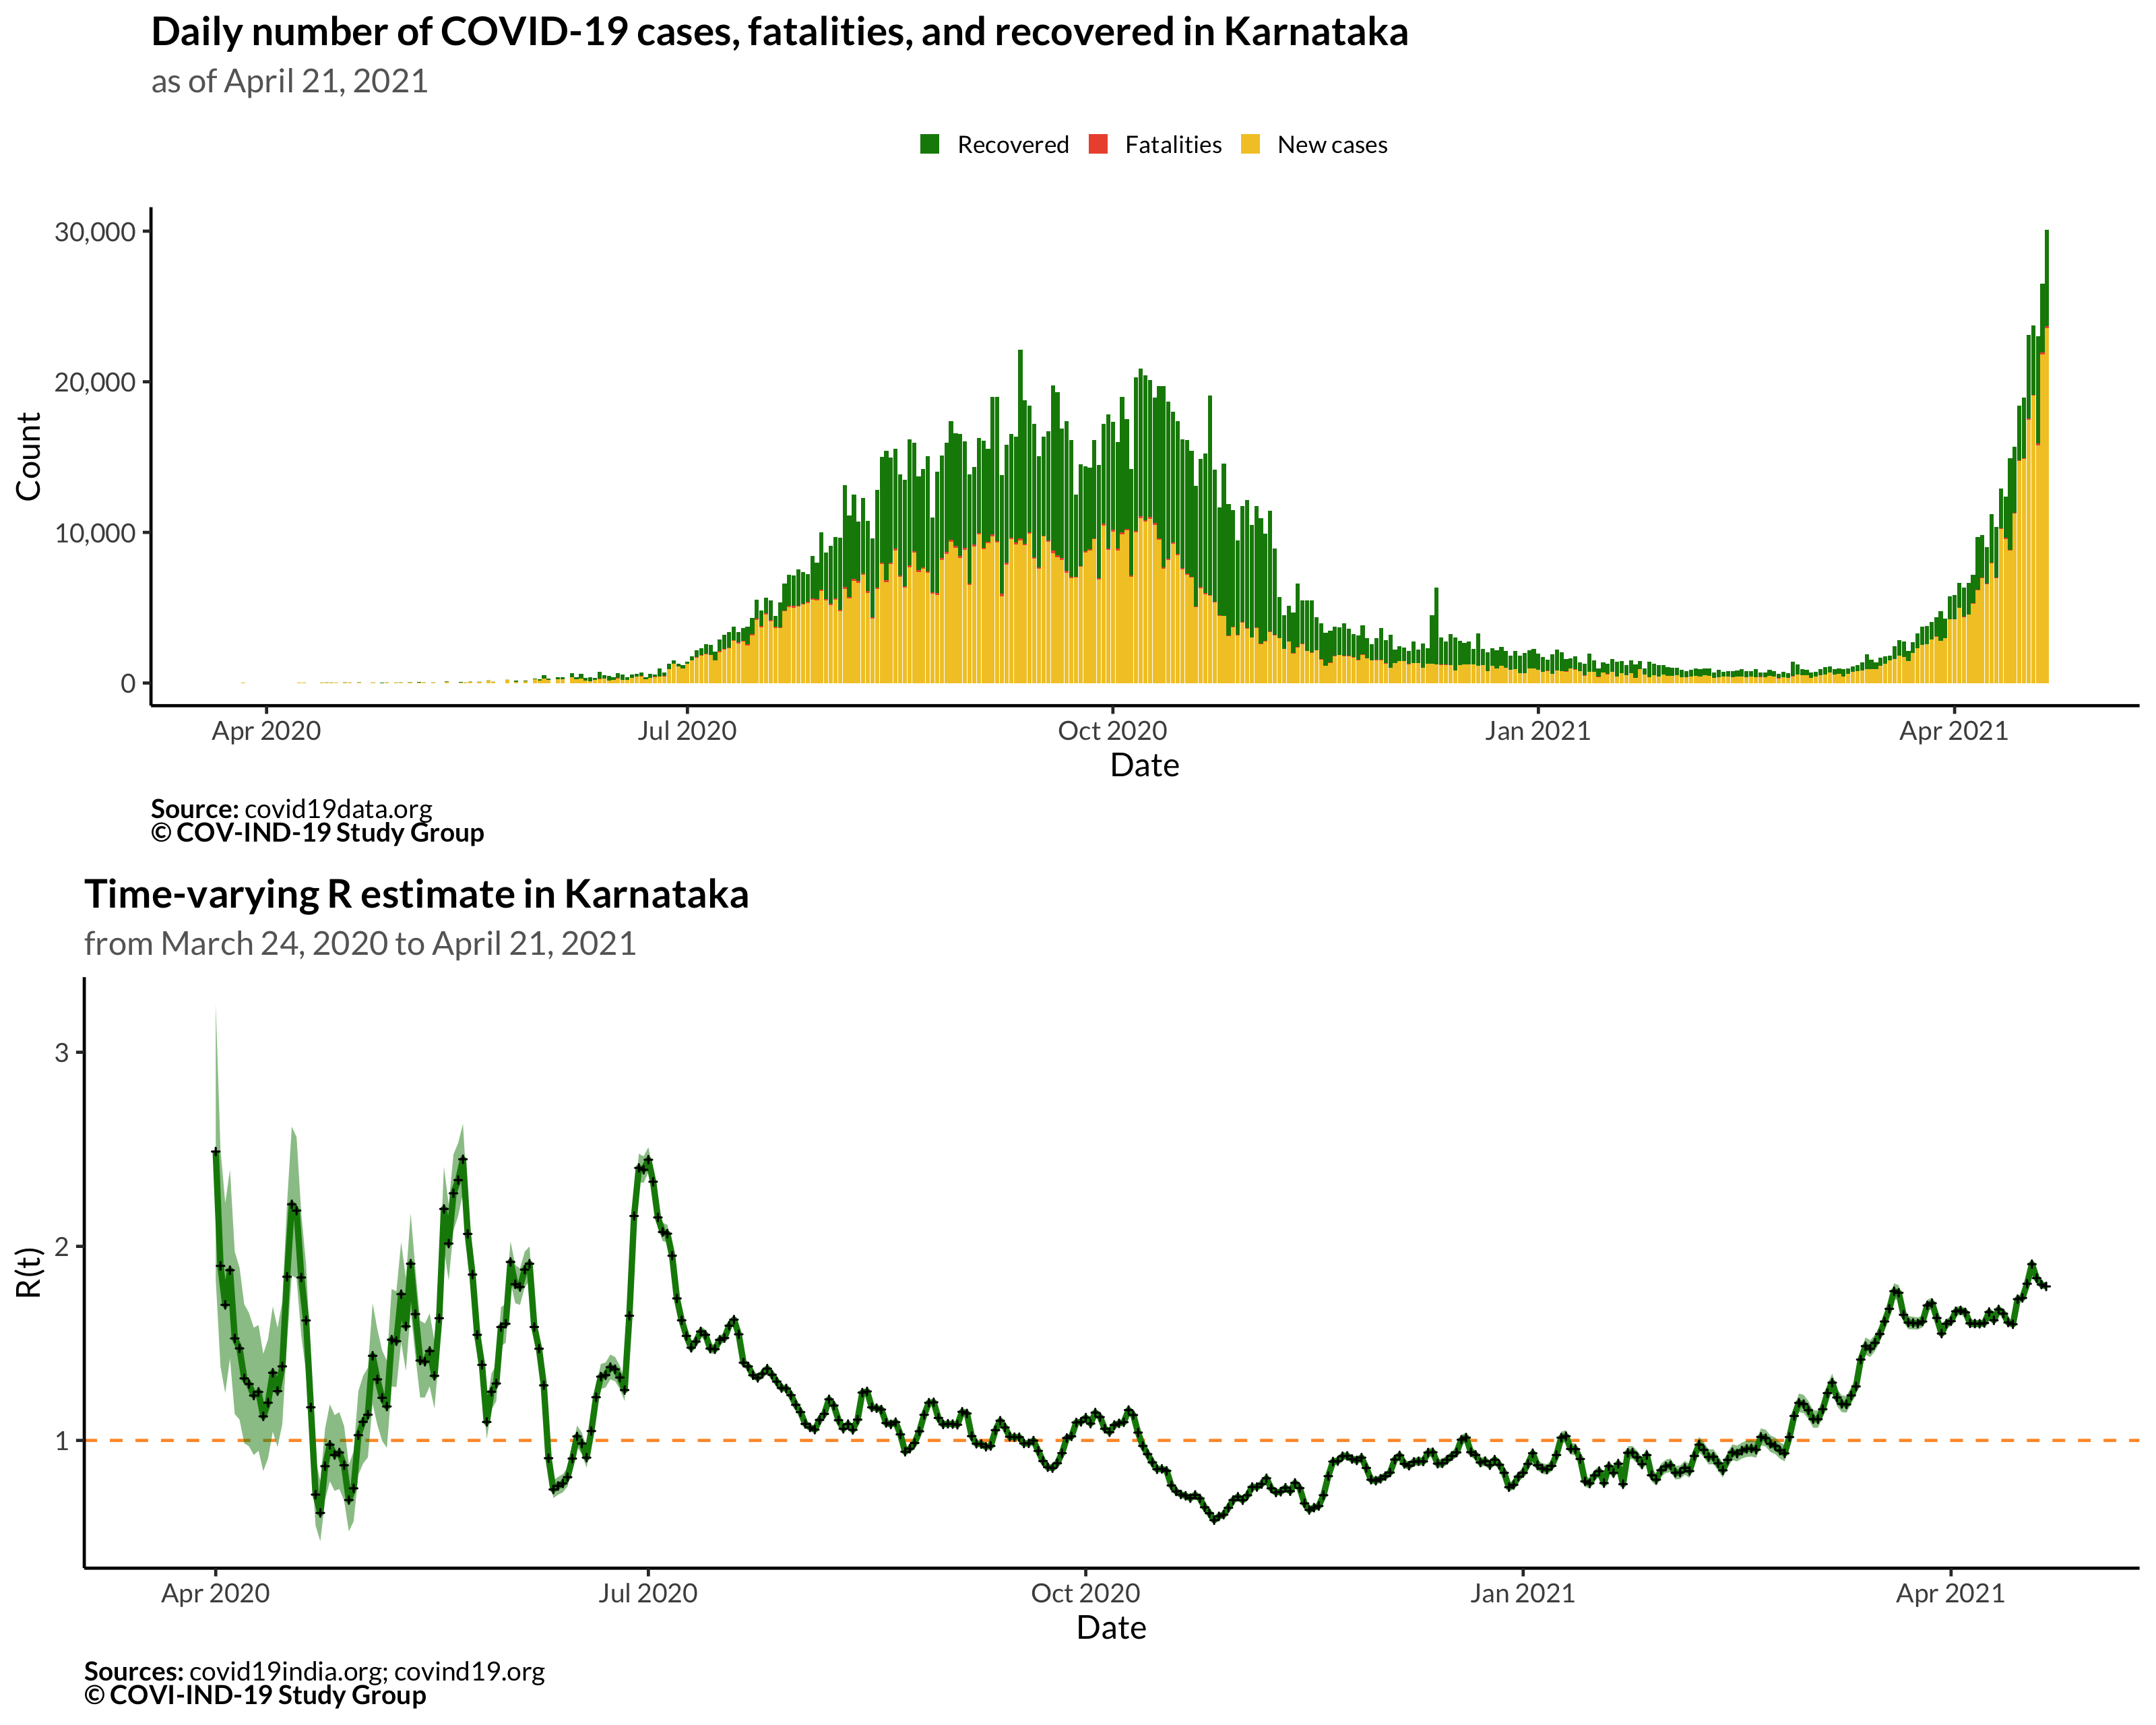 Daily number of COVID-19 cases, fatalities, and recovered in Karnataka
as of April 21, 2021
Recovered Fatalities New cases
30,000
20,000
10,000
0
Count
Apr 2020 Jul 2020 Oct 2020 Jan 2021 Apr 2021
Date
Source: covid19data.org
© COV-IND-19 Study Group
Time-varying R estimate in Karnataka
from March 24, 2020 to April 21, 2021
3
2
1
R(t)
Apr 2020 Jul 2020 Oct 2020 Jan 2021 Apr 2021
Date
Sources: covid19india.org; covind19.org
© COVI-IND-19 Study Group